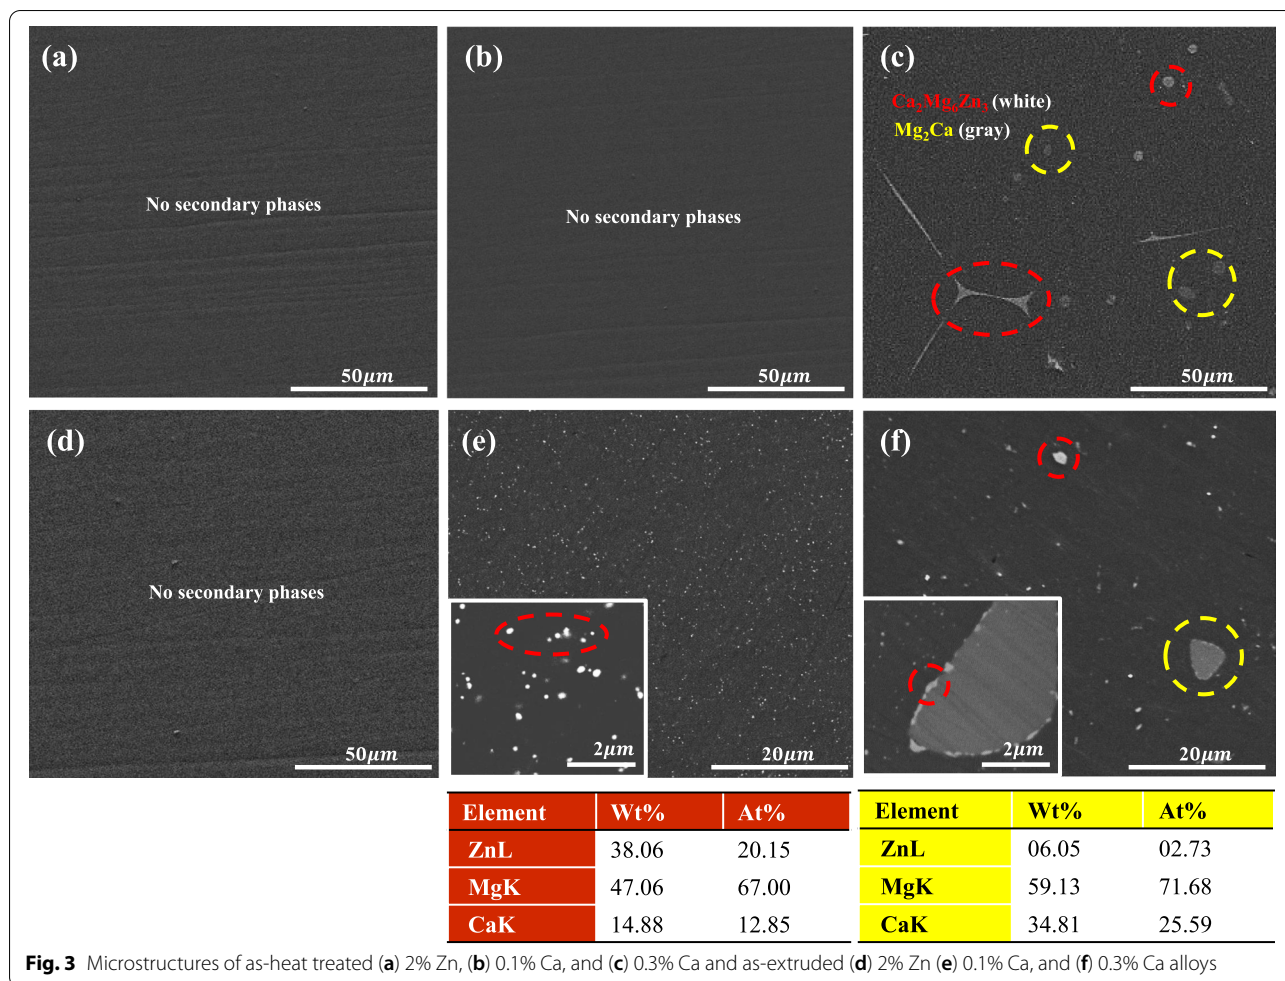 (a)
No secondary phases
50μm
(b)
No secondary phases
50μm
(c)
Ca₂Mg₆Zn₃ (white)
Mg₂Ca (gray)
50μm
(d)
No secondary phases
50μm
(e)
2μm
20μm
(f)
2μm
20μm
Element Wt% At%
ZnL 38.06 20.15
MgK 47.06 67.00
CaK 14.88 12.85
Element Wt% At%
ZnL 06.05 02.73
MgK 59.13 71.68
CaK 34.81 25.59
Fig. 3 Microstructures of as-heat treated (a) 2% Zn, (b) 0.1% Ca, and (c) 0.3% Ca and as-extruded (d) 2% Zn (e) 0.1% Ca, and (f) 0.3% Ca alloys